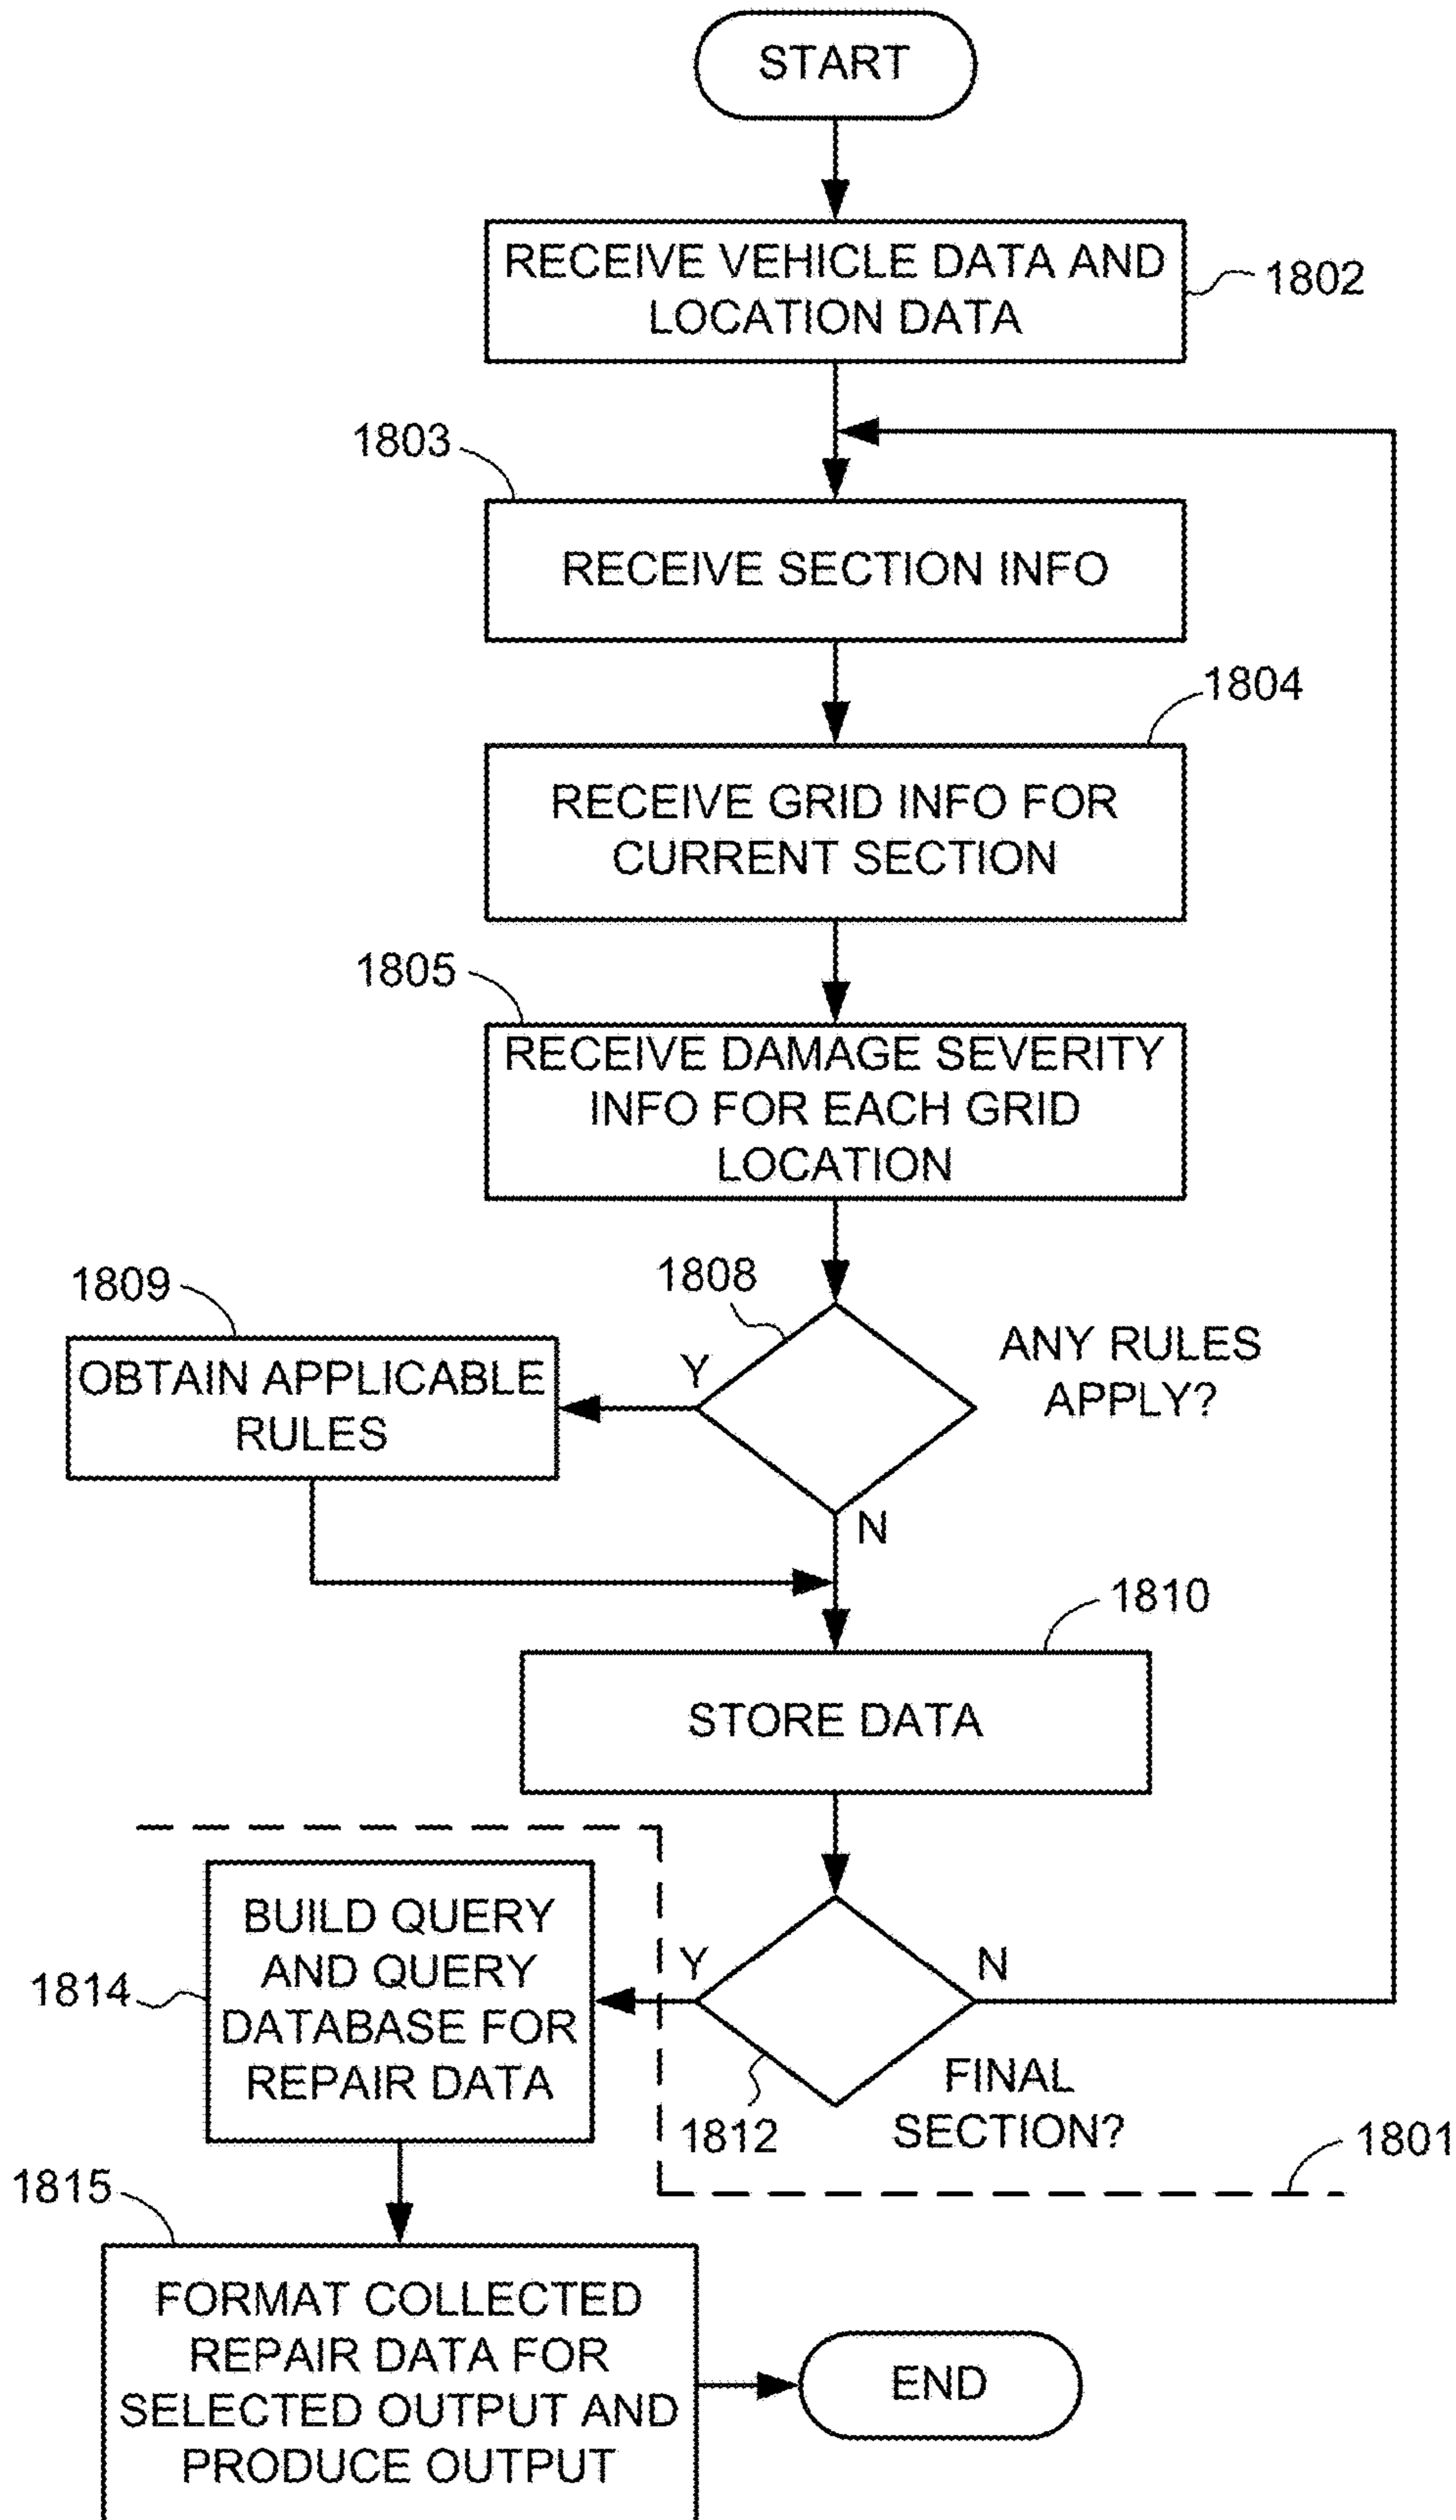 START
RECEIVE VEHICLE DATA AND
LOCATION DATA
1802
1803
RECEIVE SECTION INFO
1804
RECEIVE GRID INFO FOR
CURRENT SECTION
1805
RECEIVE DAMAGE SEVERITY
INFO FOR EACH GRID
LOCATION
1808
1809
ANY RULES
APPLY?
Y
OBTAIN APPLICABLE
RULES
N
1810
STORE DATA
BUILD QUERY
AND QUERY
DATABASE FOR
REPAIR DATA
1814
Y
N
FINAL
SECTION?
1812
1801
1815
FORMAT COLLECTED
REPAIR DATA FOR
SELECTED OUTPUT AND
PRODUCE OUTPUT
END